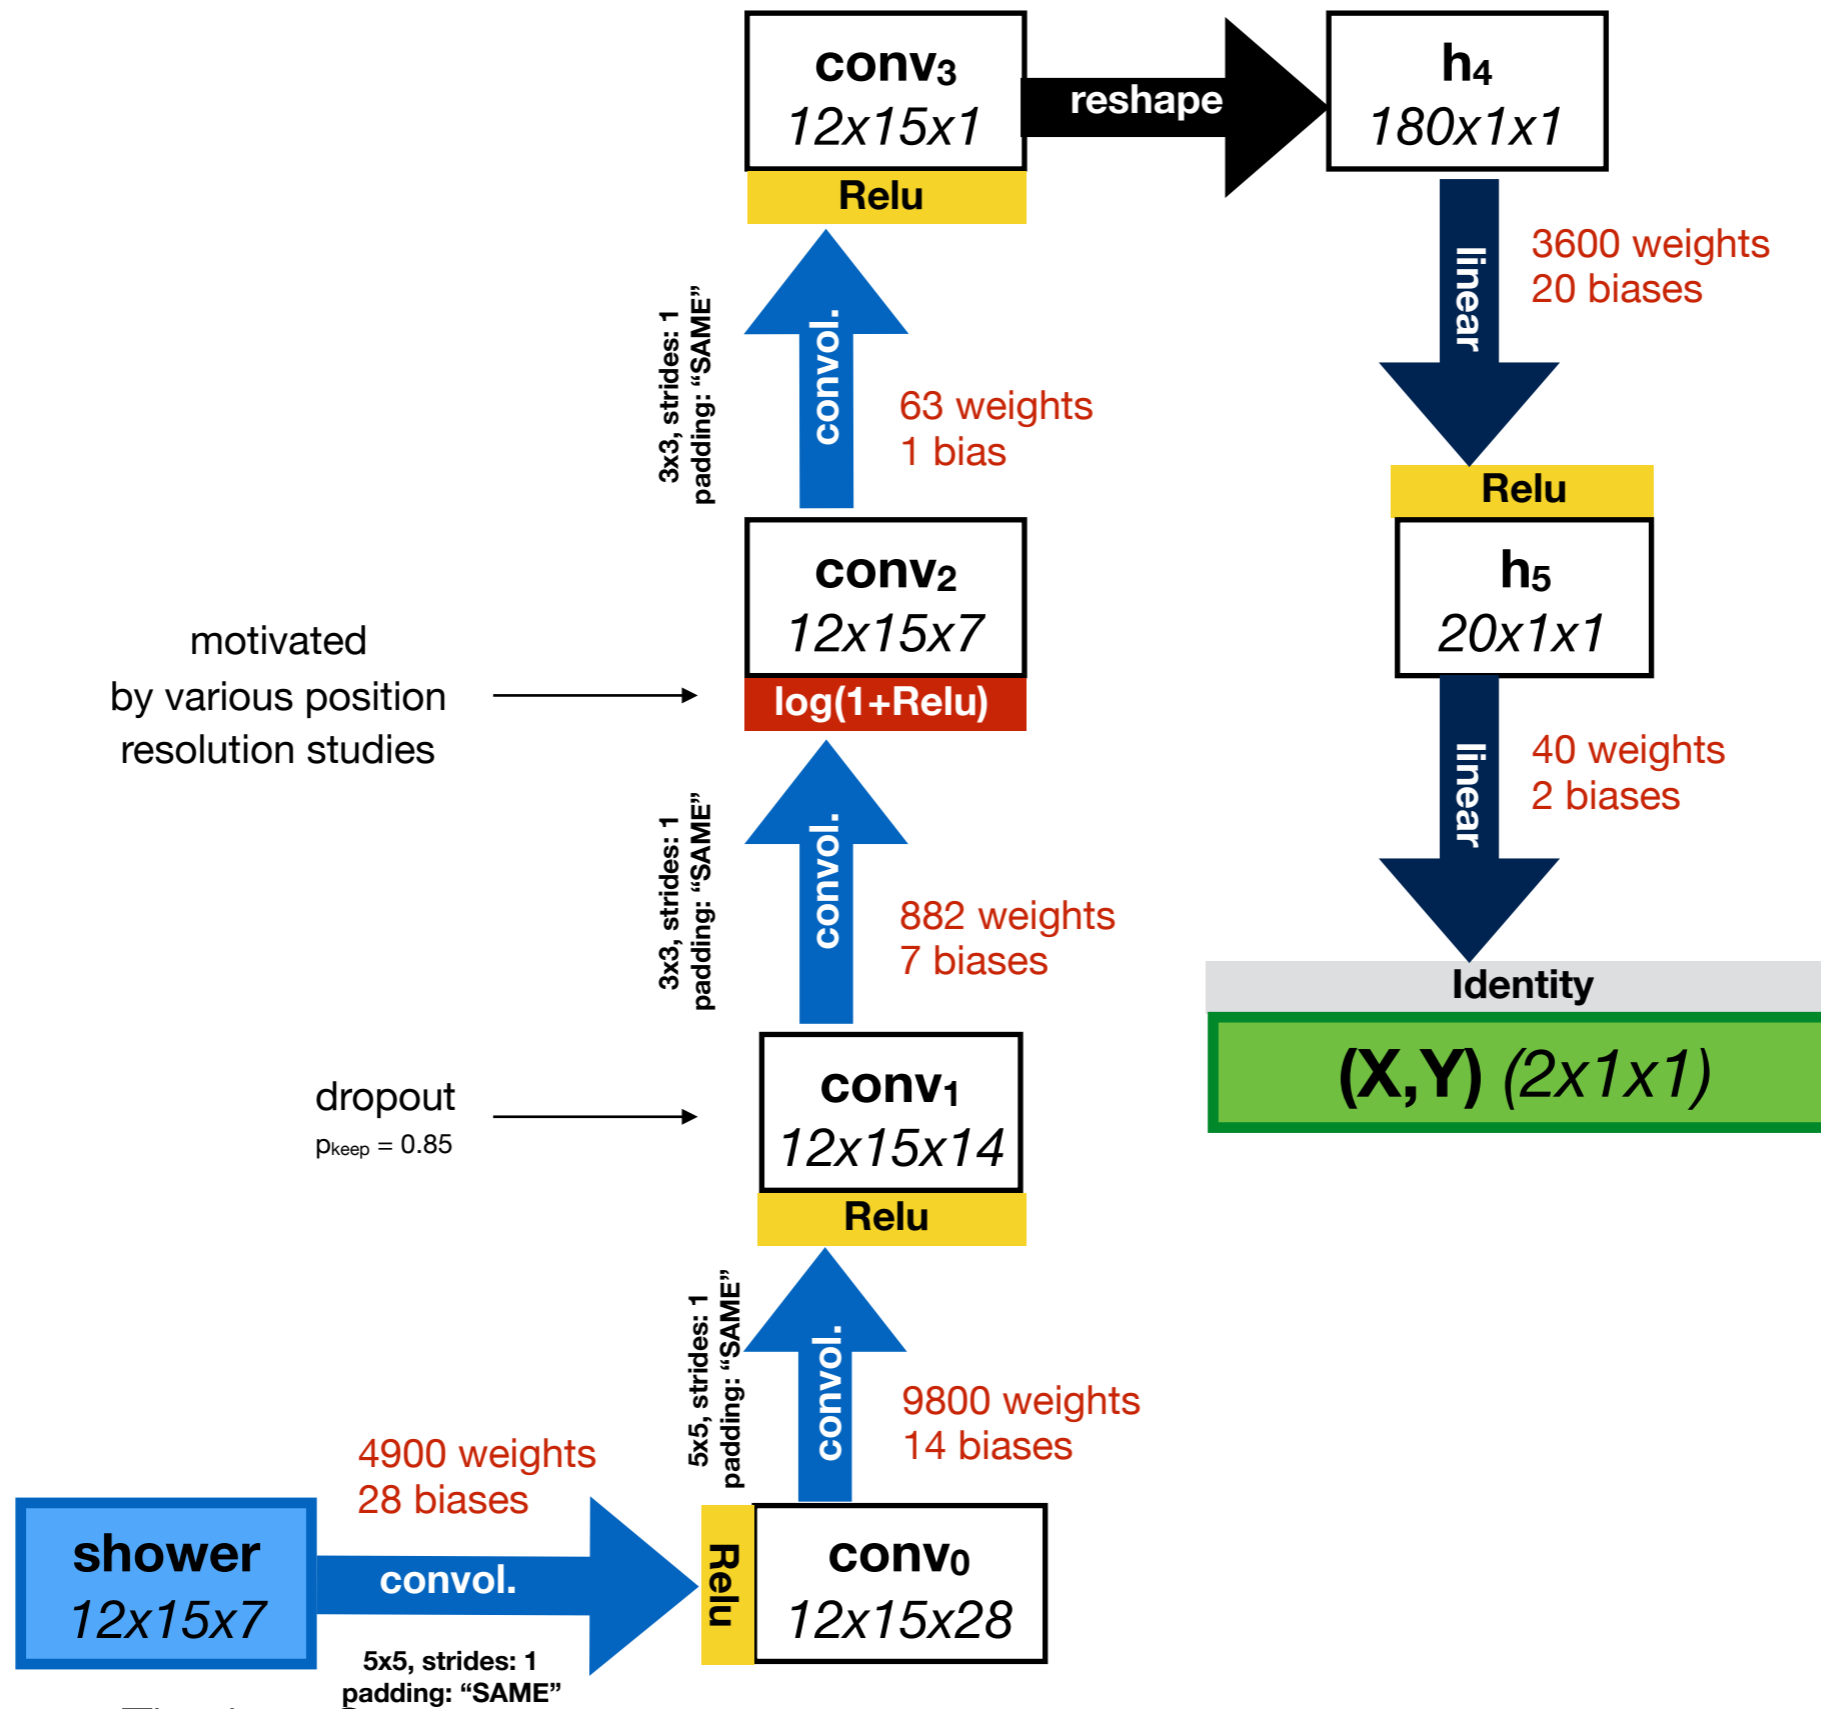 conv₃
12x15x1
Relu
reshape
h₄
180x1x1
3x3, strides: 1
padding: “SAME”
convol.
63 weights
1 bias
linear
3600 weights
20 biases
conv₂
12x15x7
log(1+Relu)
motivated
by various position
resolution studies
Relu
h₅
20x1x1
3x3, strides: 1
padding: “SAME”
convol.
882 weights
7 biases
linear
40 weights
2 biases
Identity
(X,Y) (2x1x1)
conv₁
12x15x14
Relu
dropout
pₖₑₑₚ = 0.85
5x5, strides: 1
padding: “SAME”
convol.
9800 weights
14 biases
4900 weights
28 biases
shower
12x15x7
convol.
5x5, strides: 1
padding: “SAME”
Relu
conv₀
12x15x28